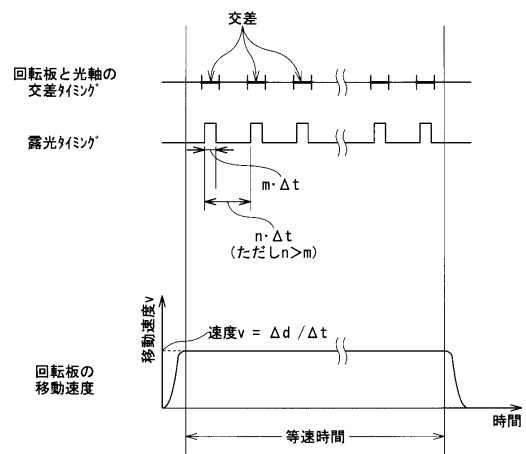 交差
回転板と光軸の
交差ﾀｲﾐﾝｸﾞ
露光ﾀｲﾐﾝｸﾞ
m･Δt
n･Δt
(ただしn>m)
移動速度v
速度v = Δd /Δt
回転板の
移動速度
時間
等速時間